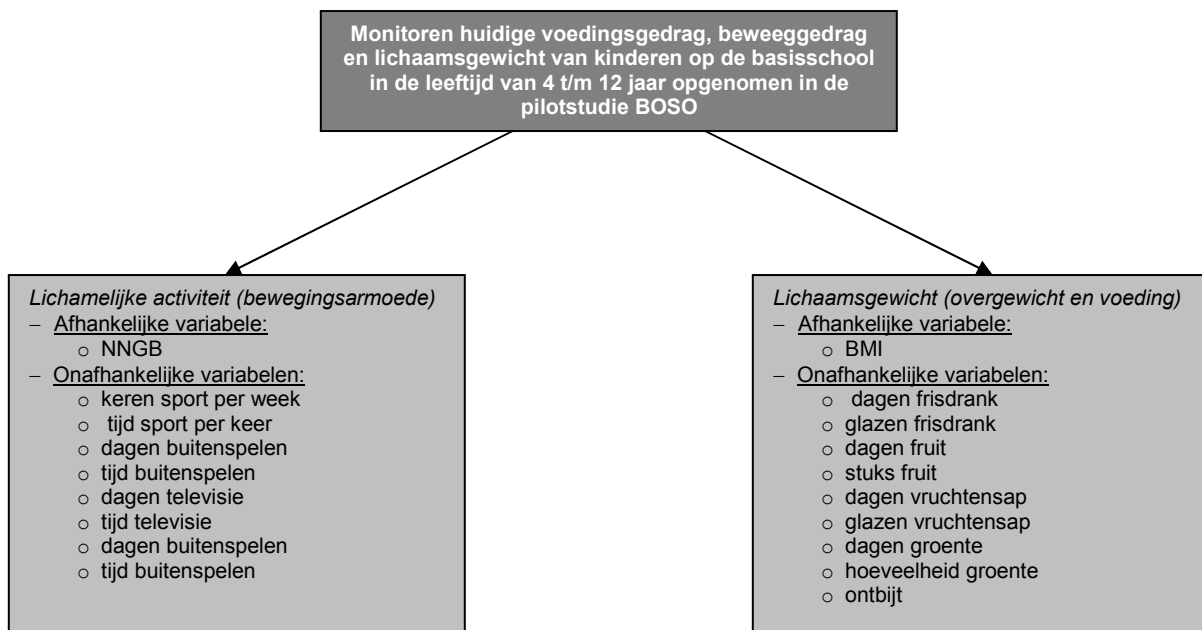 Monitoren huidige voedingsgedrag, beweeggedrag
en lichaamsgewicht van kinderen op de basisschool
in de leeftijd van 4 t/m 12 jaar opgenomen in de
pilotstudie BOSO
Lichamelijke activiteit (bewegingsarmoede)
– Afhankelijke variabele:
o NNGB
– Onafhankelijke variabelen:
o keren sport per week
o tijd sport per keer
o dagen buitenspelen
o tijd buitenspelen
o dagen televisie
o tijd televisie
o dagen buitenspelen
o tijd buitenspelen
Lichaamsgewicht (overgewicht en voeding)
– Afhankelijke variabele:
o BMI
– Onafhankelijke variabelen:
o dagen frisdrank
o glazen frisdrank
o dagen fruit
o stuks fruit
o dagen vruchtensap
o glazen vruchtensap
o dagen groente
o hoeveelheid groente
o ontbijt